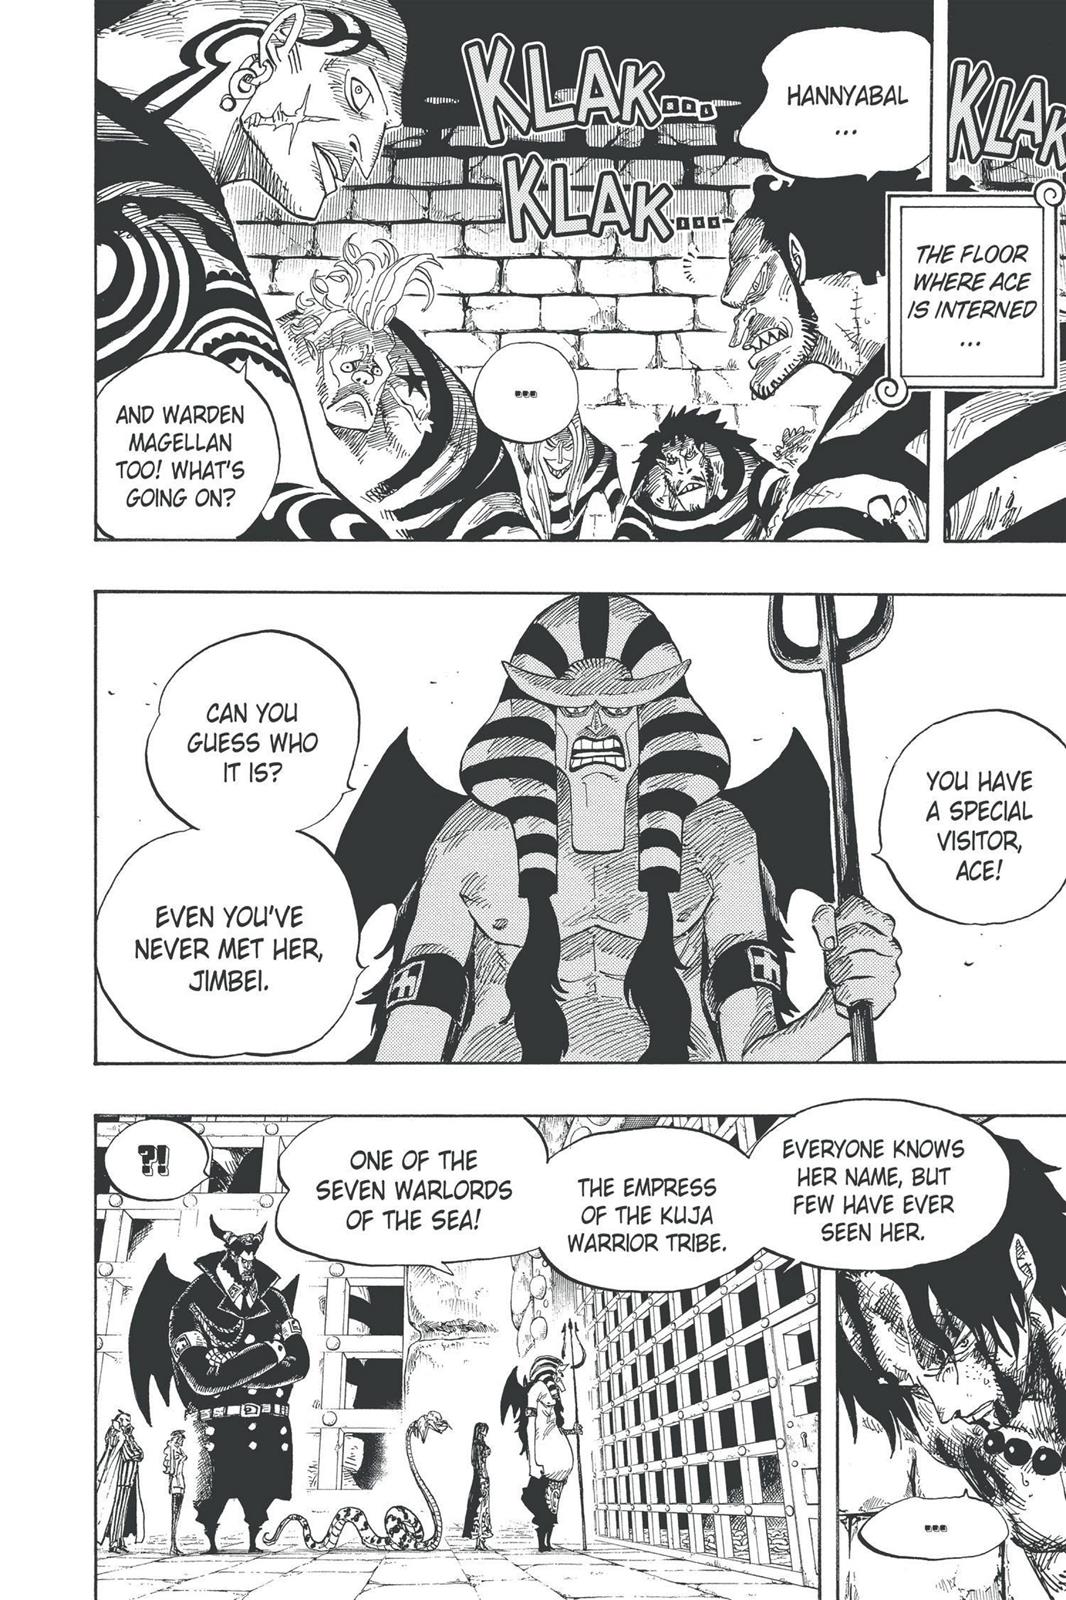 KLAK
THE FLOOR
WHERE ACE
IS INTERNED
...
HANNYABAL
...
KLAK...
KLAK...
...
AND WARDEN
MAGELLAN
TOO! WHAT'S
GOING ON?
YOU HAVE
A SPECIAL
VISITOR,
ACE!
CAN YOU
GUESS WHO
IT IS?
EVEN YOU'VE
NEVER MET HER,
JIMBEI.
EVERYONE KNOWS
HER NAME, BUT
FEW HAVE EVER
SEEN HER.
...
THE EMPRESS
OF THE KUJA
WARRIOR TRIBE.
ONE OF THE
SEVEN WARLORDS
OF THE SEA!
?!